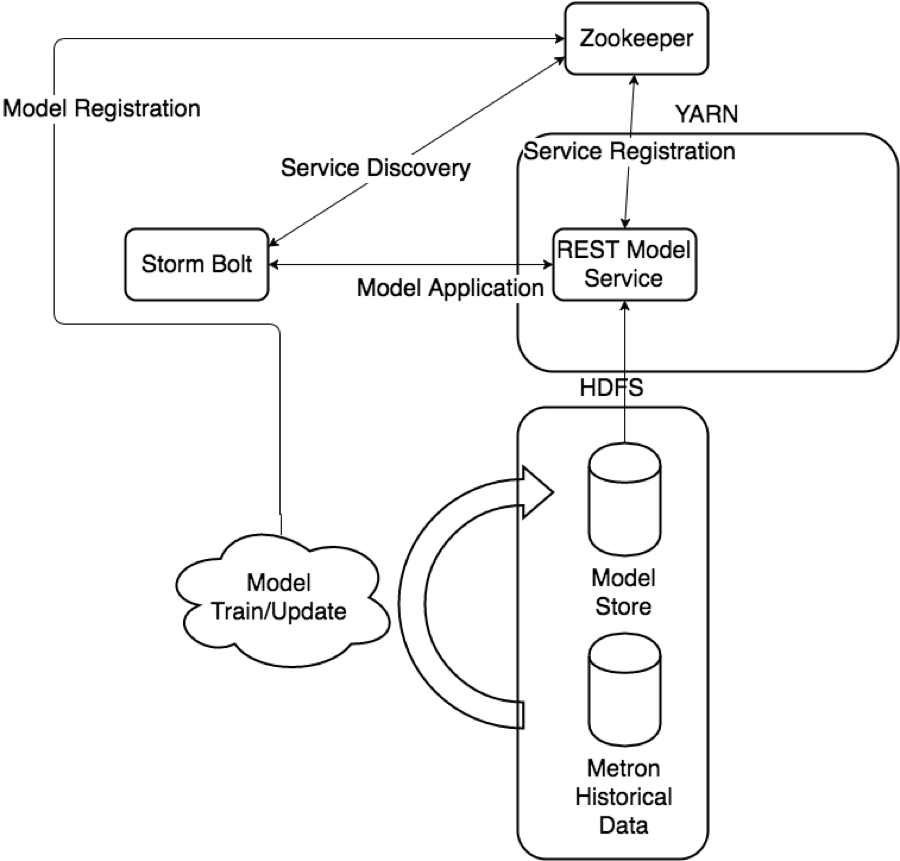 Zookeeper
Model Registration
YARN
Service Registration
Service Discovery
Storm Bolt
REST Model
Service
Model Application
HDFS
Model
Store
Model
Train/Update
Metron
Historical
Data